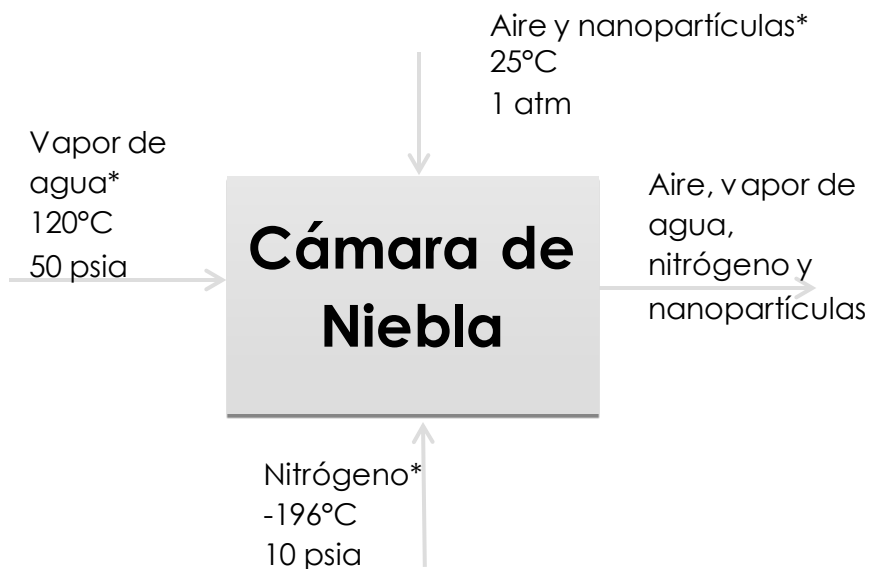 Aire y nanopartículas*
25°C
1 atm
Vapor de
agua*
120°C
50 psia
Cámara de
Niebla
Aire, vapor de
agua,
nitrógeno y
nanopartículas
Nitrógeno*
-196°C
10 psia